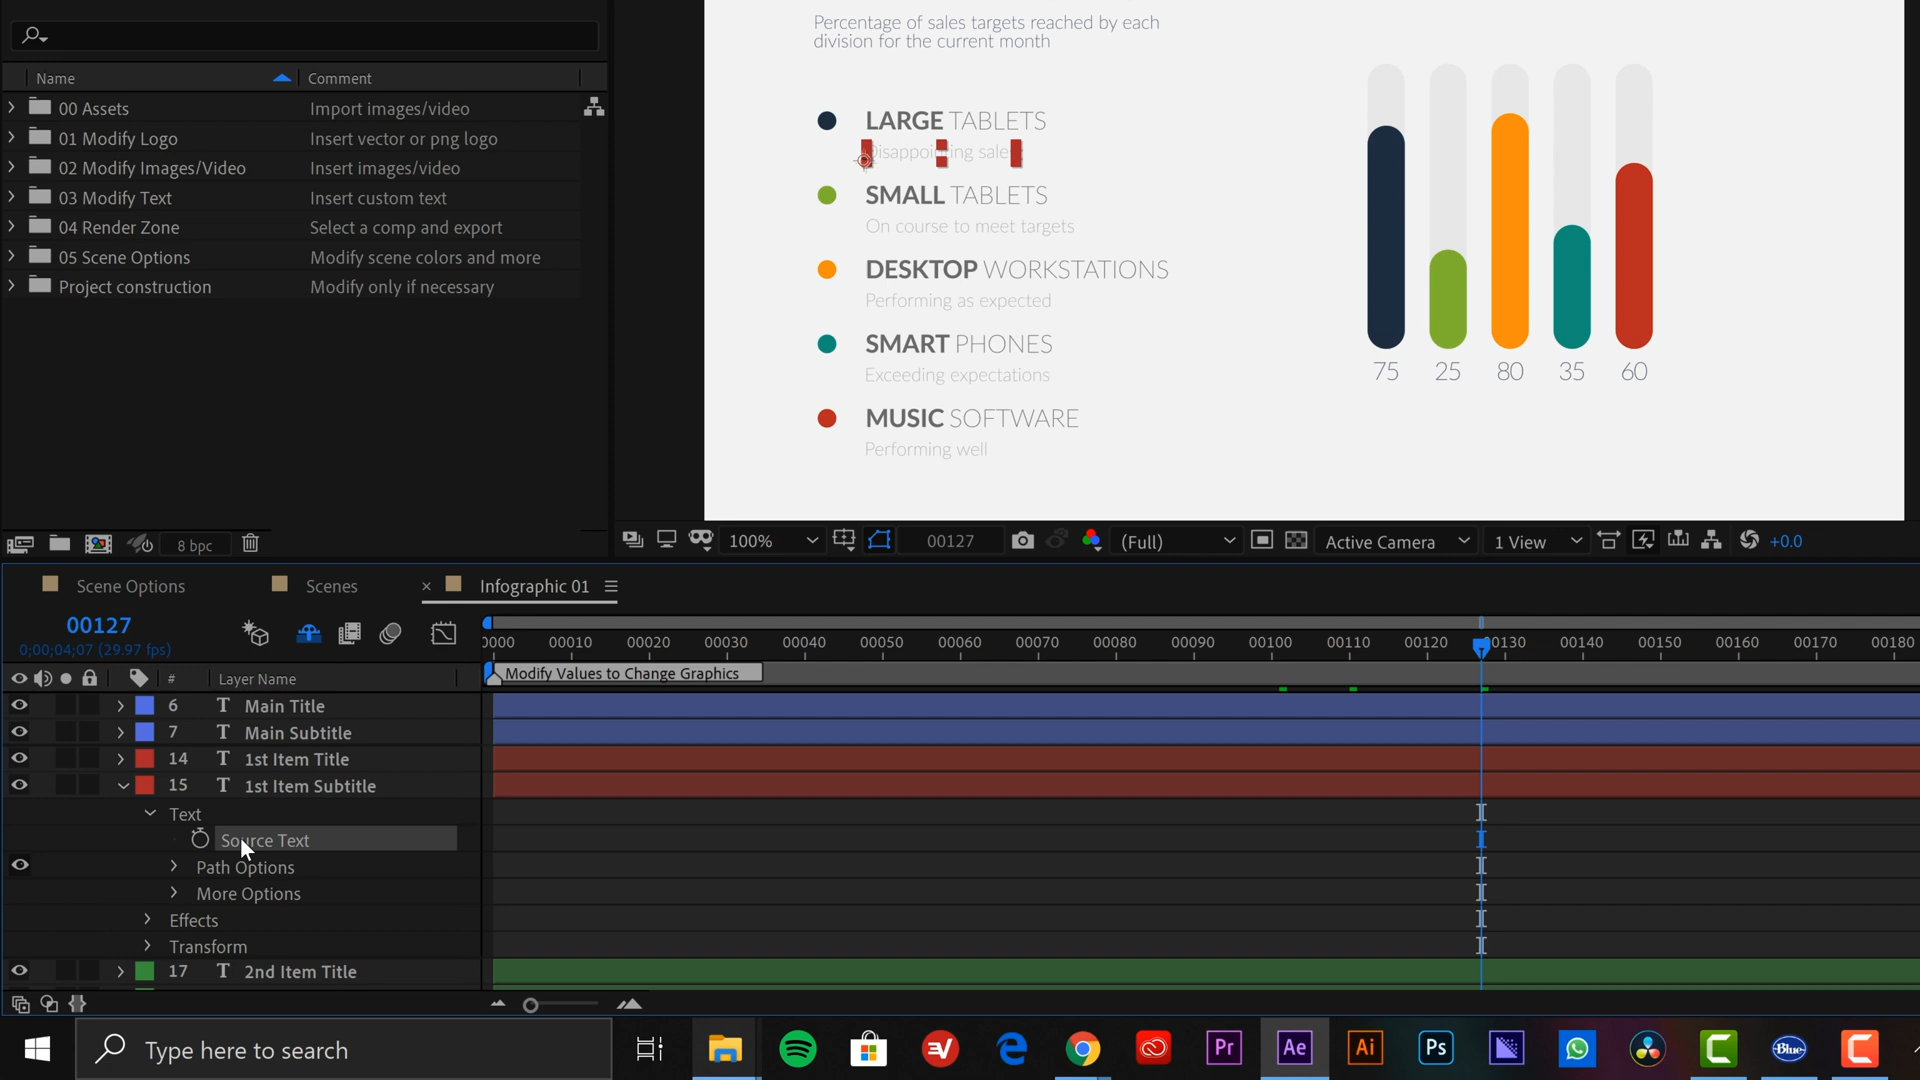 Name Comment
00 Assets Import images/video
01 Modify Logo Insert vector or png logo
02 Modify Images/Video Insert images/video
03 Modify Text Insert custom text
04 Render Zone Select a comp and export
05 Scene Options Modify scene colors and more
Project construction Modify only if necessary
8 bpc
Percentage of sales targets reached by each
division for the current month
LARGE TABLETS
Disappointing sales
SMALL TABLETS
On course to meet targets
DESKTOP WORKSTATIONS
Performing as expected
SMART PHONES
Exceeding expectations
MUSIC SOFTWARE
Performing well
75 25 80 35 60
100% 00127 (Full) Active Camera 1 View +0.0
Scene Options Scenes × Infographic 01
00127
0;00;04;07 (29.97 fps)
0000 00010 00020 00030 00040 00050 00060 00070 00080 00090 00100 00110 00120 00130 00140 00150 00160 00170 00180
# Layer Name
Modify Values to Change Graphics
6 T Main Title
7 T Main Subtitle
14 T 1st Item Title
15 T 1st Item Subtitle
Text
Source Text
Path Options
More Options
Effects
Transform
17 T 2nd Item Title
Type here to search
Pr Ae Ai Ps
Blue